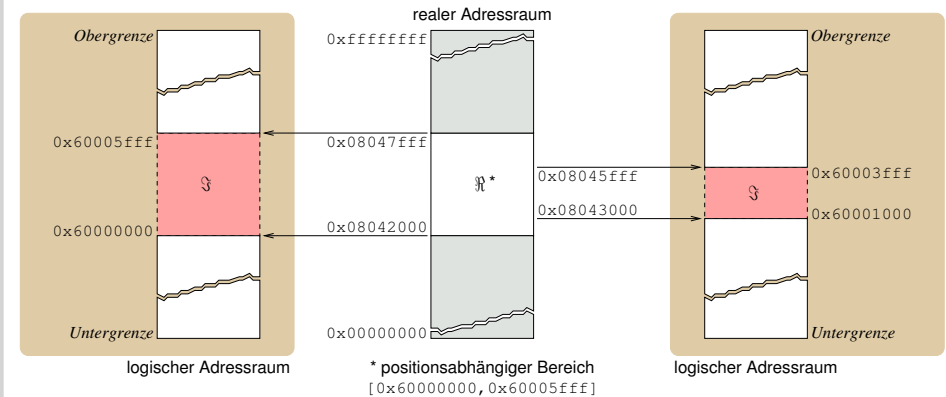 realer Adressraum
Obergrenze
0xffffffff
Obergrenze
0x60005fff
0x08047fff
ℑ
ℜ*
0x08045fff
ℑ
0x60003fff
0x08043000
0x60001000
0x60000000
0x08042000
Untergrenze
0x00000000
Untergrenze
logischer Adressraum
* positionsabhängiger Bereich
logischer Adressraum
[0x60000000,0x60005fff]